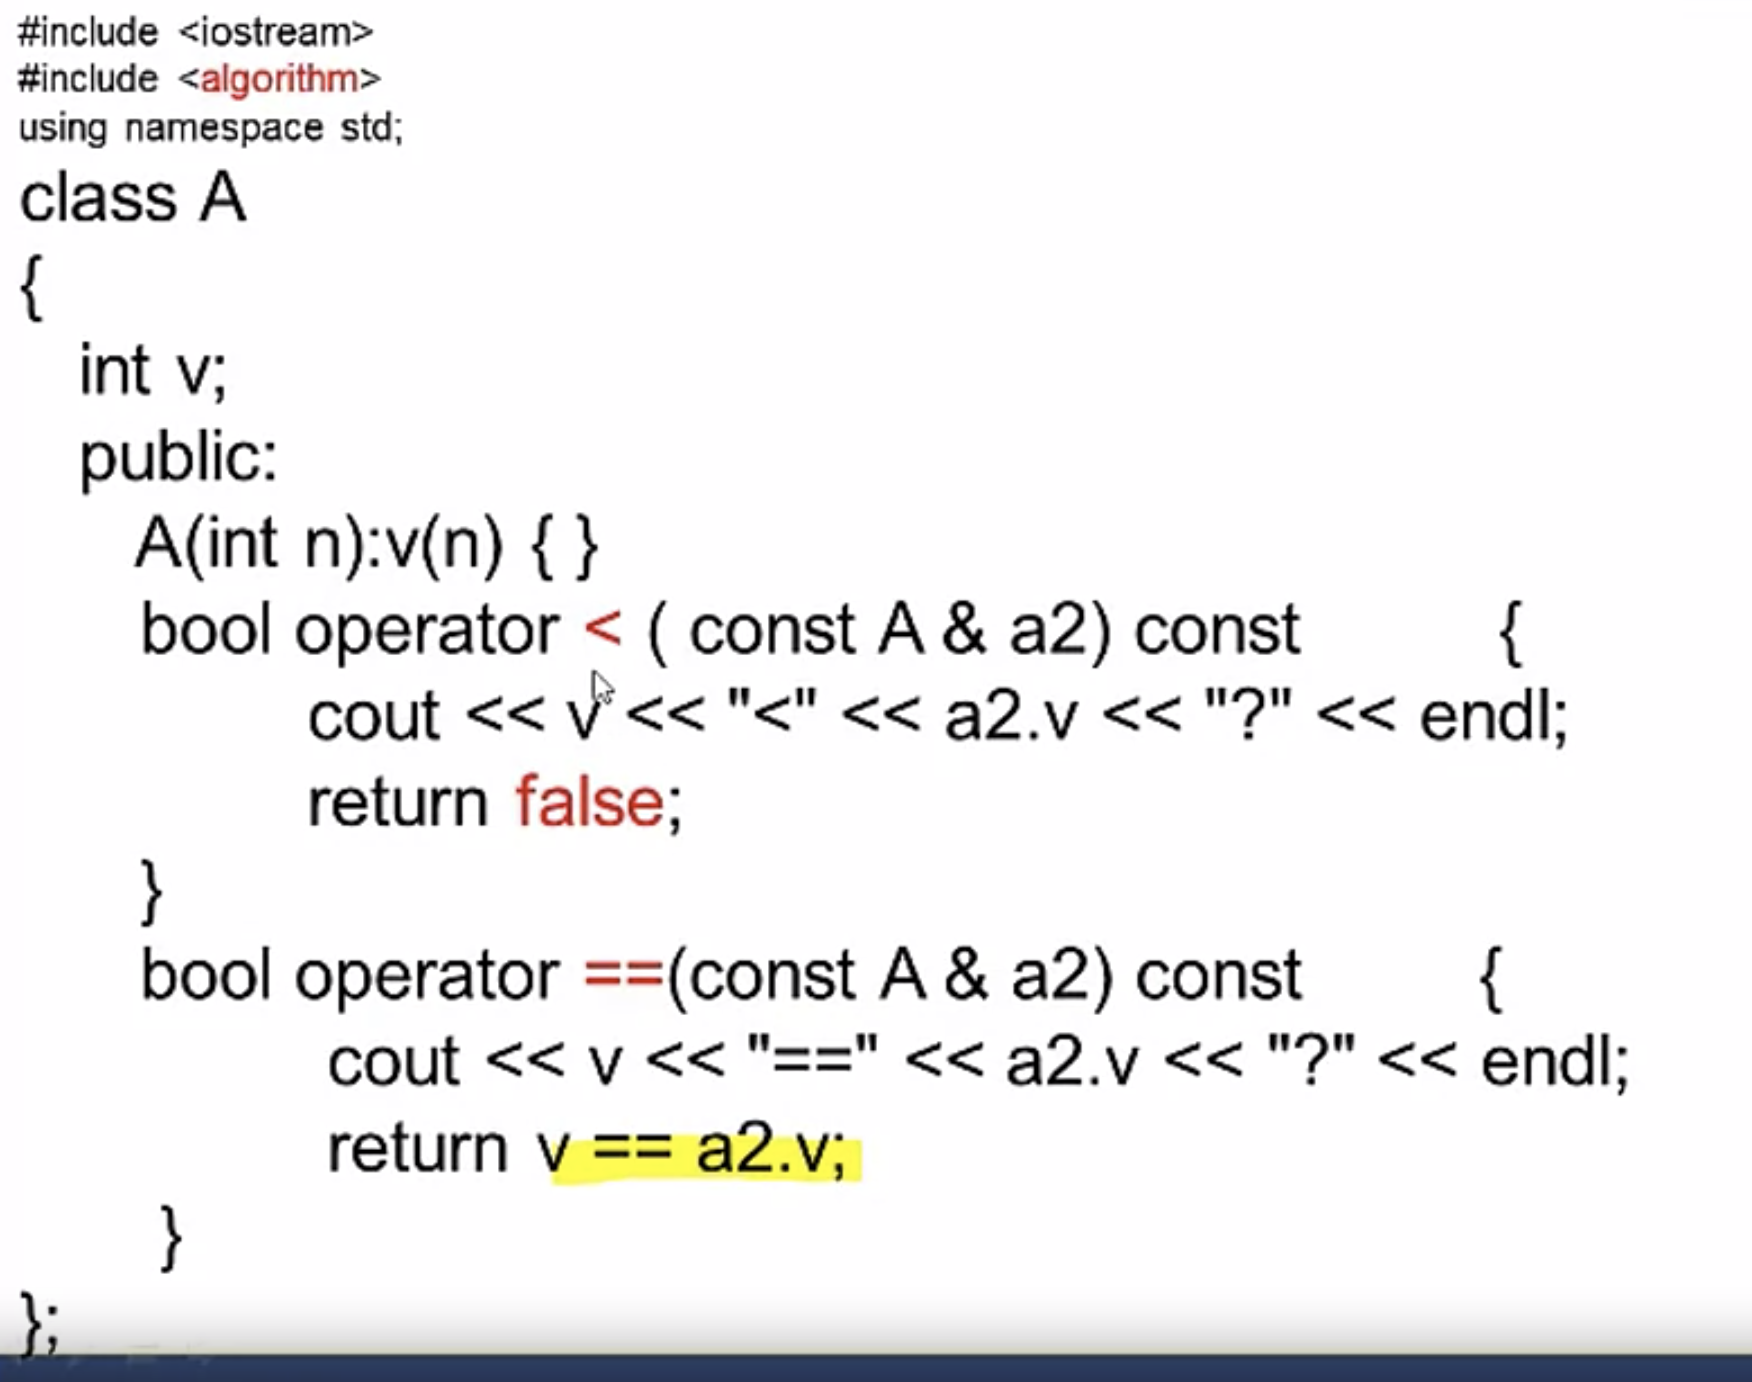 #include <iostream>
#include <algorithm>
using namespace std;
class A
{
int v;
public:
A(int n):v(n) { }
bool operator < ( const A & a2) const {
cout << v << "<" << a2.v << "?" << endl;
return false;
}
bool operator ==(const A & a2) const {
cout << v << "==" << a2.v << "?" << endl;
return v == a2.v;
}
};